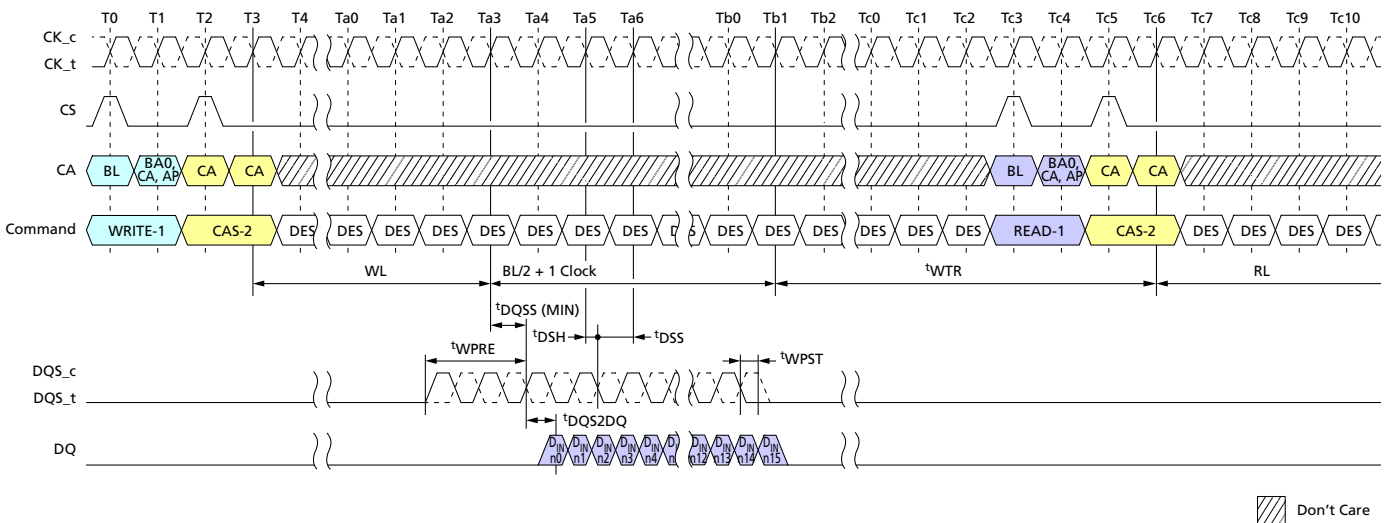 T0 T1 T2 T3 T4 Ta0 Ta1 Ta2 Ta3 Ta4 Ta5 Ta6 Tb0 Tb1 Tb2 Tc0 Tc1 Tc2 Tc3 Tc4 Tc5 Tc6 Tc7 Tc8 Tc9 Tc10
CK_c
CK_t
CS
CA BL BA0, CA, AP CA CA BL BA0, CA, AP CA CA
Command WRITE-1 CAS-2 DES DES DES DES DES DES DES DES DES DES DES DES DES DES READ-1 CAS-2 DES DES DES DES
WL BL/2 + 1 Clock tWTR RL
tDQSS (MIN)
tDSH tDSS
tWPRE tWPST
DQS_c
DQS_t
tDQS2DQ
DQ DIN n0 DIN n1 DIN n2 DIN n3 DIN n4 DIN n12 DIN n13 DIN n14 DIN n15
Don't Care